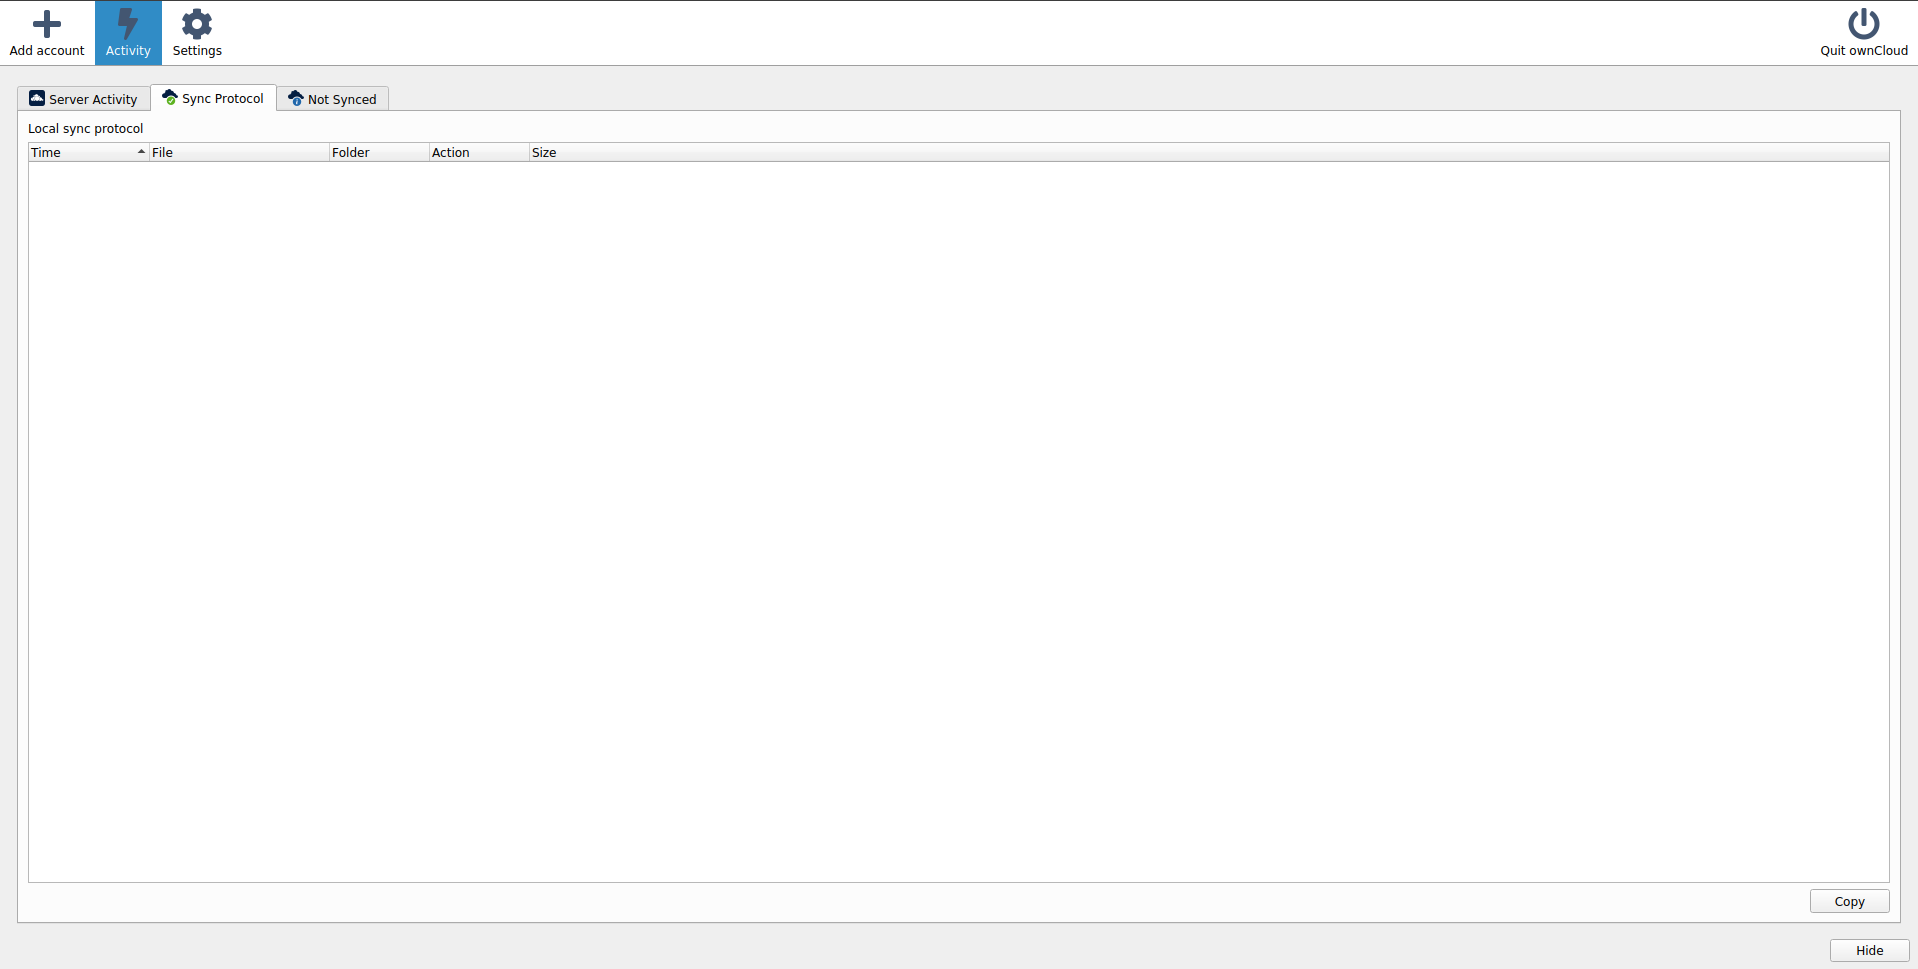 Add account Activity Settings Quit ownCloud
Server Activity Sync Protocol Not Synced
Local sync protocol
Time File Folder Action Size
Copy
Hide